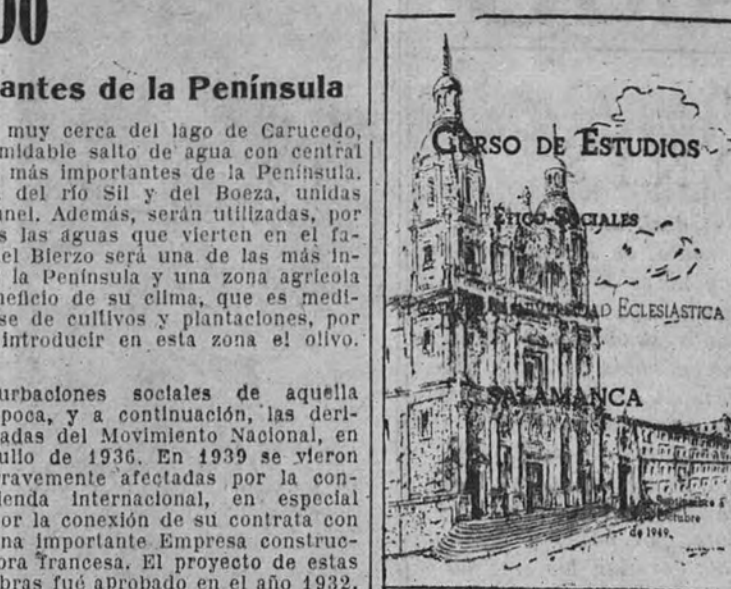 00
antes de la Península
muy cerca del lago de Carucedo,
midable salto de agua con central
más importantes de la Península.
del río Sil y del Boeza, unidas
nel. Además, serán utilizadas, por
s las aguas que vierten en el fa-
el Bierzo será una de las más in-
la Península y una zona agrícola
neficio de su clima, que es medi-
se de cultivos y plantaciones, por
introducir en esta zona el olivo.
urbaciones sociales de aquella
poca, y a continuación, las deri-
adas del Movimiento Nacional, en
ulio de 1936. En 1939 se vieron
ravemente afectadas por la con-
ienda internacional, en especial
or la conexión de su contrata con
na importante Empresa construc-
ora francesa. El proyecto de estas
bras fué aprobado en el año 1932.
CURSO DE ESTUDIOS
ÉTICO-SOCIALES
ECLESIÁSTICA
SALAMANCA
Octubre
de 1949.